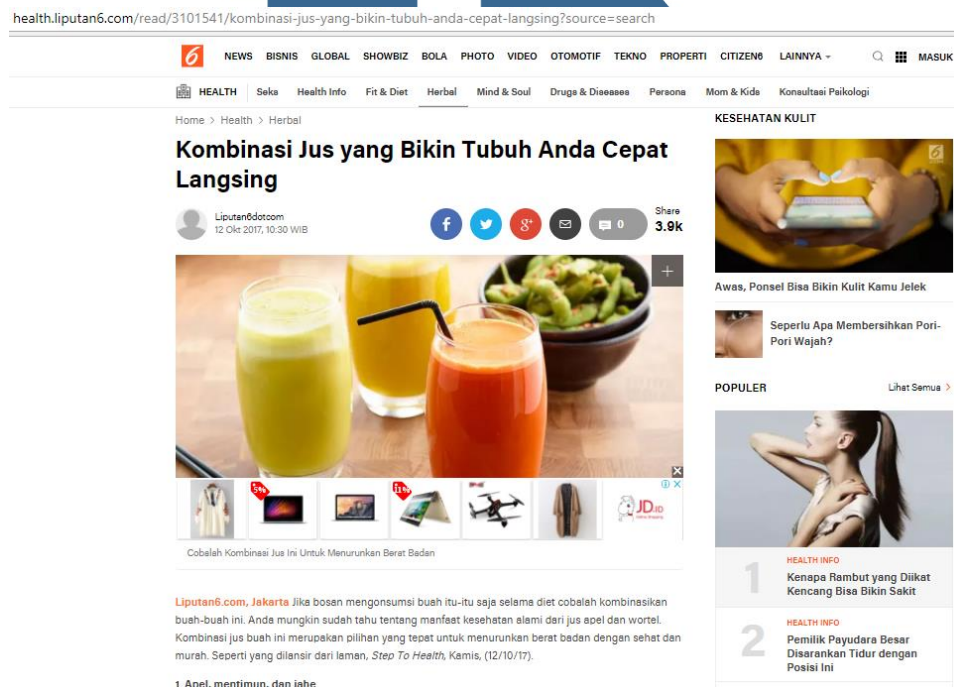 health.liputan6.com/read/3101541/kombinasi-jus-yang-bikin-tubuh-anda-cepat-langsing?source=search
6 NEWS BISNIS GLOBAL SHOWBIZ BOLA PHOTO VIDEO OTOMOTIF TEKNO PROPERTI CITIZEN6 LAINNYA MASUK
HEALTH Seks Health Info Fit & Diet Herbal Mind & Soul Drugs & Diseases Persona Mom & Kids Konsultasi Psikologi
Home > Health > Herbal
Kombinasi Jus yang Bikin Tubuh Anda Cepat
Langsing
Liputan6dotcom
12 Okt 2017, 10:30 WIB
f
g+
0
Share
3.9k
+
5%
11%
JD.ID
Cobalah Kombinasi Jus Ini Untuk Menurunkan Berat Badan
Liputan6.com, Jakarta Jika bosan mengonsumsi buah itu-itu saja selama diet cobalah kombinasikan
buah-buah ini. Anda mungkin sudah tahu tentang manfaat kesehatan alami dari jus apel dan wortel.
Kombinasi jus buah ini merupakan pilihan yang tepat untuk menurunkan berat badan dengan sehat dan
murah. Seperti yang dilansir dari laman, Step To Health, Kamis, (12/10/17).
1. Apel, mentimun, dan jahe
KESEHATAN KULIT
6
Awas, Ponsel Bisa Bikin Kulit Kamu Jelek
Seperlu Apa Membersihkan Pori-
Pori Wajah?
POPULER Lihat Semua >
1
HEALTH INFO
Kenapa Rambut yang Diikat
Kencang Bisa Bikin Sakit
2
HEALTH INFO
Pemilik Payudara Besar
Disarankan Tidur dengan
Posisi Ini